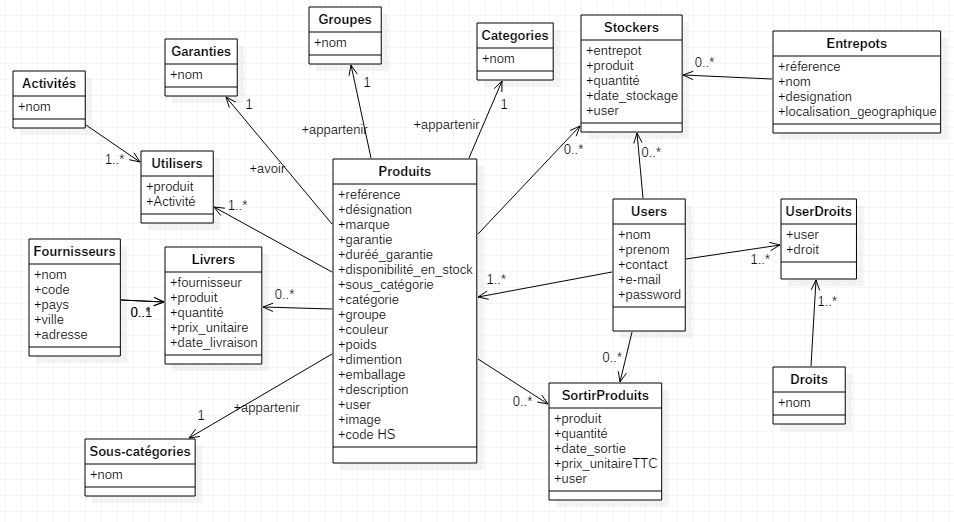 Groupes
+nom
Garanties
+nom
Categories
+nom
Stockers
+entrepot
+produit
+quantité
+date_stockage
+user
Entrepots
+réference
+nom
+designation
+localisation_geographique
0..*
Activités
+nom
1
1
1
+appartenir
+appartenir
0..*
0..*
1..*
Utilisers
+produit
+Activité
+avoir
1..*
Produits
+reférence
+désignation
+marque
+garantie
+duréé_garantie
+disponibilité_en_stock
+sous_catégorie
+catégorie
+groupe
+couleur
+poids
+dimention
+emballage
+description
+user
+image
+code HS
Users
+nom
+prenom
+contact
+e-mail
+password
UserDroits
+user
+droit
1..*
1..*
1..*
Fournisseurs
+nom
+code
+pays
+ville
+adresse
Livrers
+fournisseur
+produit
+quantité
+prix_unitaire
+date_livraison
0..*
Droits
+nom
0..*
0..*
SortirProduits
+produit
+quantité
+date_sortie
+prix_unitaireTTC
+user
+appartenir
1
Sous-catégories
+nom